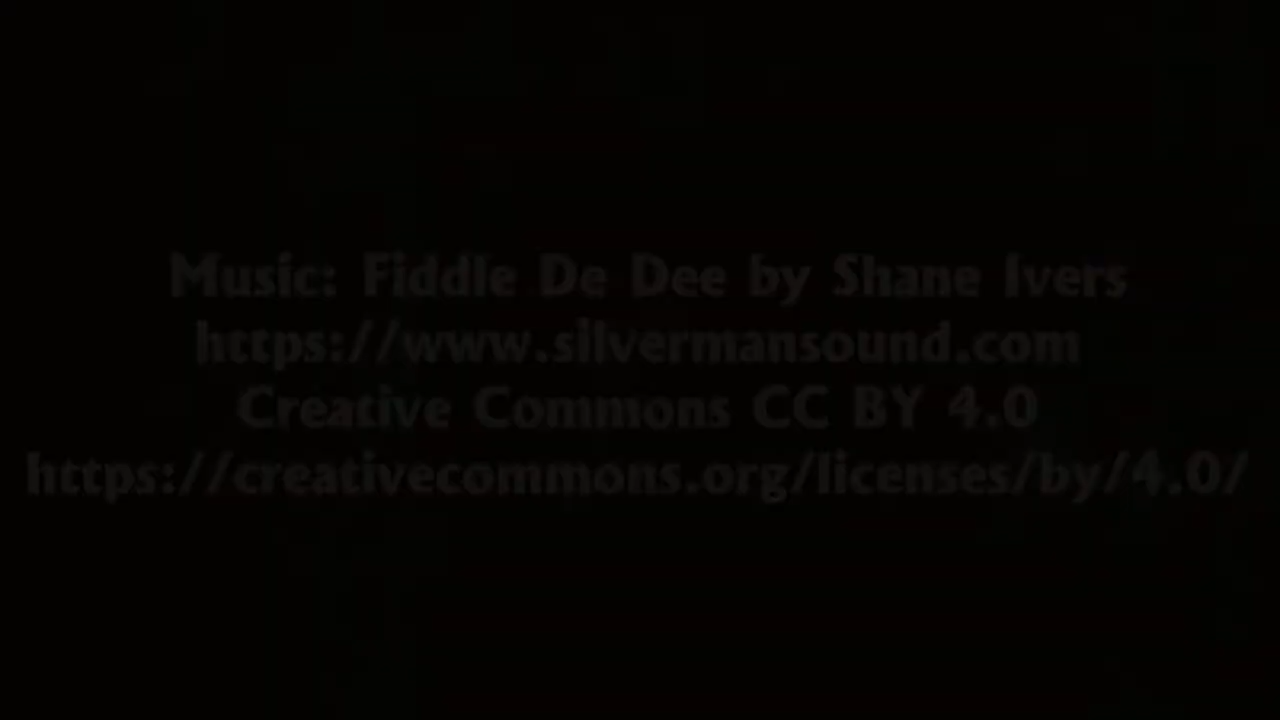 Music: Fiddle De Dee by Shane Ivers
https://www.silvermansound.com
Creative Commons CC BY 4.0
https://creativecommons.org/licenses/by/4.0/